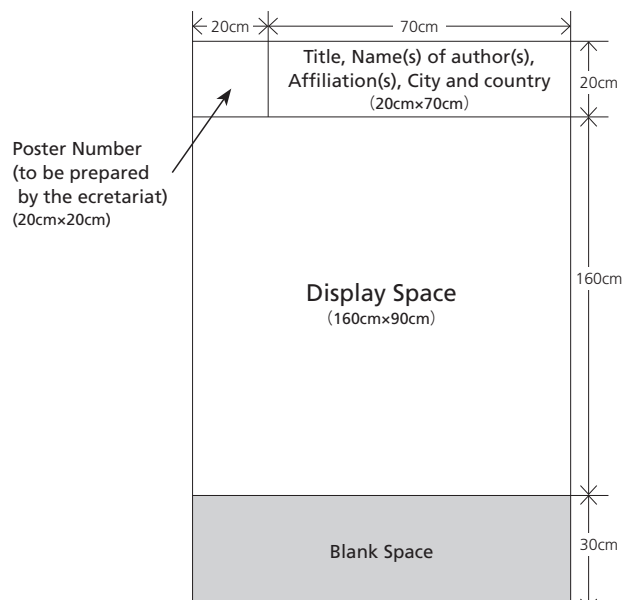 20cm
70cm
Title, Name(s) of author(s),
Affiliation(s), City and country
（20cm×70cm）
20cm
Poster Number
(to be prepared
by the ecretariat)
(20cm×20cm)
160cm
Display Space
（160cm×90cm）
Blank Space
30cm